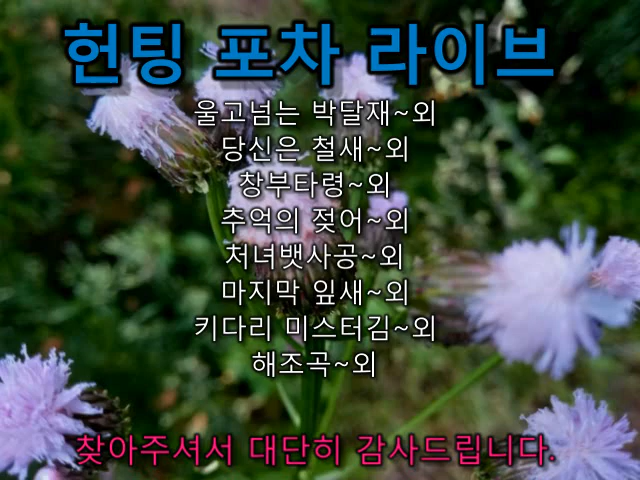 헌팅 포차 라이브
울고넘는 박달재~외
당신은 철새~외
창부타령~외
추억의 젖어~외
처녀뱃사공~외
마지막 잎새~외
키다리 미스터김~외
해조곡~외
찾아주셔서 대단히 감사드립니다.